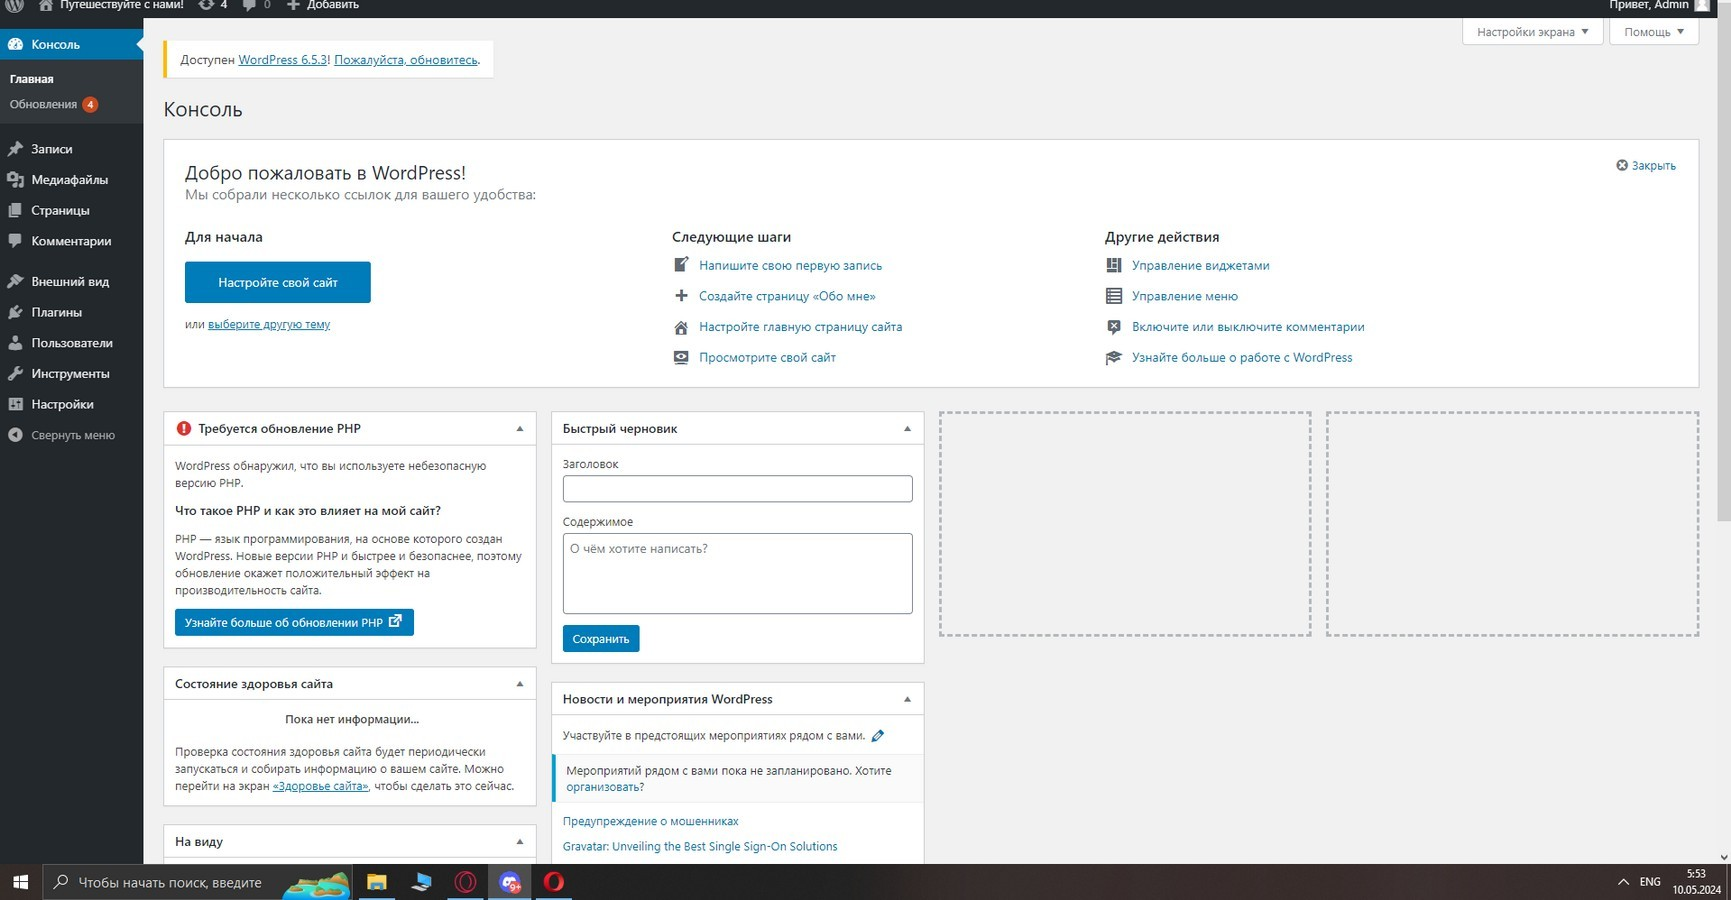 Путешествуйте с нами!
4
0
Добавить
Привет, Admin
Консоль
Главная
Обновления 4
Записи
Медиафайлы
Страницы
Комментарии
Внешний вид
Плагины
Пользователи
Инструменты
Настройки
Свернуть меню
Настройки экрана
Помощь
Доступен WordPress 6.5.3! Пожалуйста, обновитесь.
Консоль
Добро пожаловать в WordPress!
Закрыть
Мы собрали несколько ссылок для вашего удобства:
Для начала
Настройте свой сайт
или выберите другую тему
Следующие шаги
Напишите свою первую запись
Создайте страницу «Обо мне»
Настройте главную страницу сайта
Просмотрите свой сайт
Другие действия
Управление виджетами
Управление меню
Включите или выключите комментарии
Узнайте больше о работе с WordPress
Требуется обновление PHP
WordPress обнаружил, что вы используете небезопасную
версию PHP.
Что такое PHP и как это влияет на мой сайт?
PHP — язык программирования, на основе которого создан
WordPress. Новые версии PHP и быстрее и безопаснее, поэтому
обновление окажет положительный эффект на
производительность сайта.
Узнайте больше об обновлении PHP
Состояние здоровья сайта
Пока нет информации...
Проверка состояния здоровья сайта будет периодически
запускаться и собирать информацию о вашем сайте. Можно
перейти на экран «Здоровье сайта», чтобы сделать это сейчас.
На виду
Быстрый черновик
Заголовок
Содержимое
О чём хотите написать?
Сохранить
Новости и мероприятия WordPress
Участвуйте в предстоящих мероприятиях рядом с вами.
Мероприятий рядом с вами пока не запланировано. Хотите
организовать?
Предупреждение о мошенниках
Gravatar: Unveiling the Best Single Sign-On Solutions
Чтобы начать поиск, введите
9+
ENG
5:53
10.05.2024